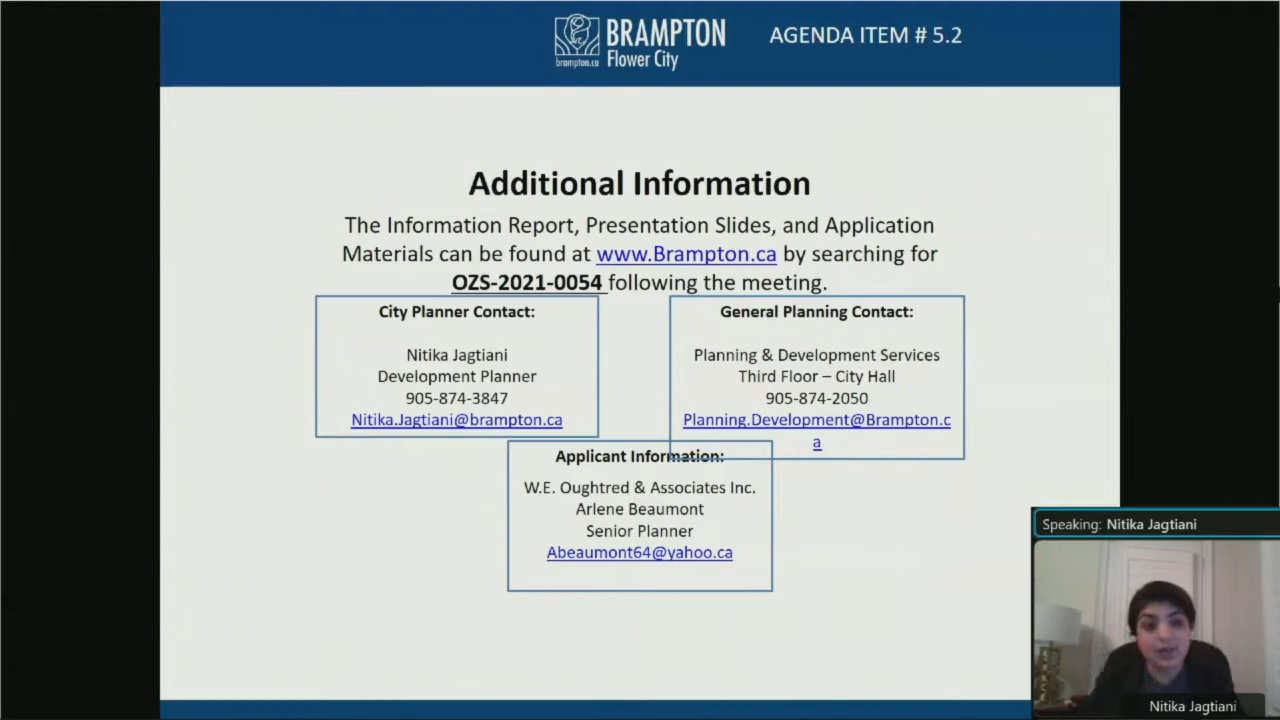 BRAMPTON
brampton.ca
Flower City
AGENDA ITEM # 5.2
Additional Information
The Information Report, Presentation Slides, and Application
Materials can be found at www.Brampton.ca by searching for
OZS-2021-0054 following the meeting.
City Planner Contact:
Nitika Jagtiani
Development Planner
905-874-3847
Nitika.Jagtiani@brampton.ca
General Planning Contact:
Planning & Development Services
Third Floor – City Hall
905-874-2050
Planning.Development@Brampton.c
a
Applicant Information:
W.E. Oughtred & Associates Inc.
Arlene Beaumont
Senior Planner
Abeaumont64@yahoo.ca
Speaking: Nitika Jagtiani
Nitika Jagtiani